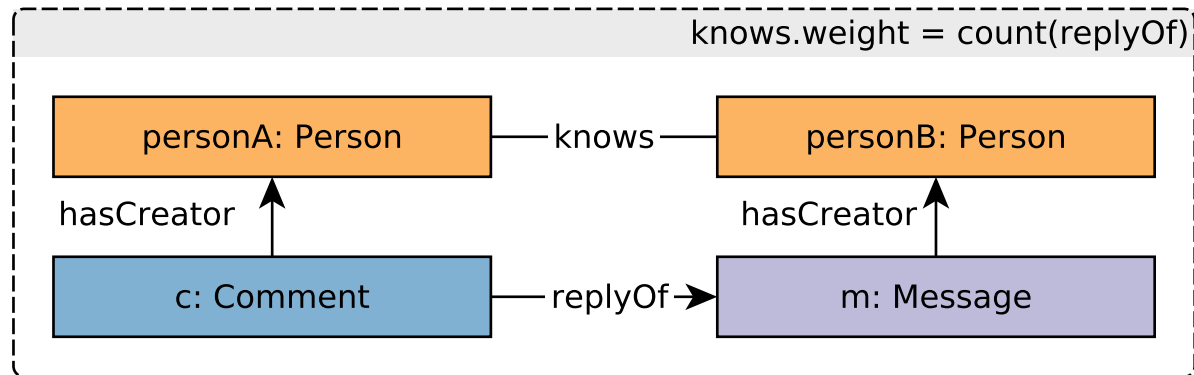 knows.weight = count(replyOf)
personA: Person
knows
personB: Person
hasCreator
hasCreator
c: Comment
replyOf
m: Message